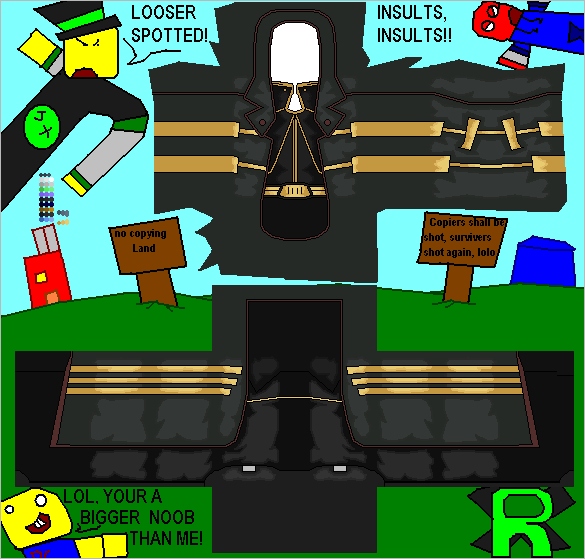 LOOSER
SPOTTED!
INSULTS,
INSULTS!!
J
X
no copying
Land
Copiers shall be
shot, survivers
shot again, lolo
LOL, YOUR A
BIGGER NOOB
THAN ME!
R